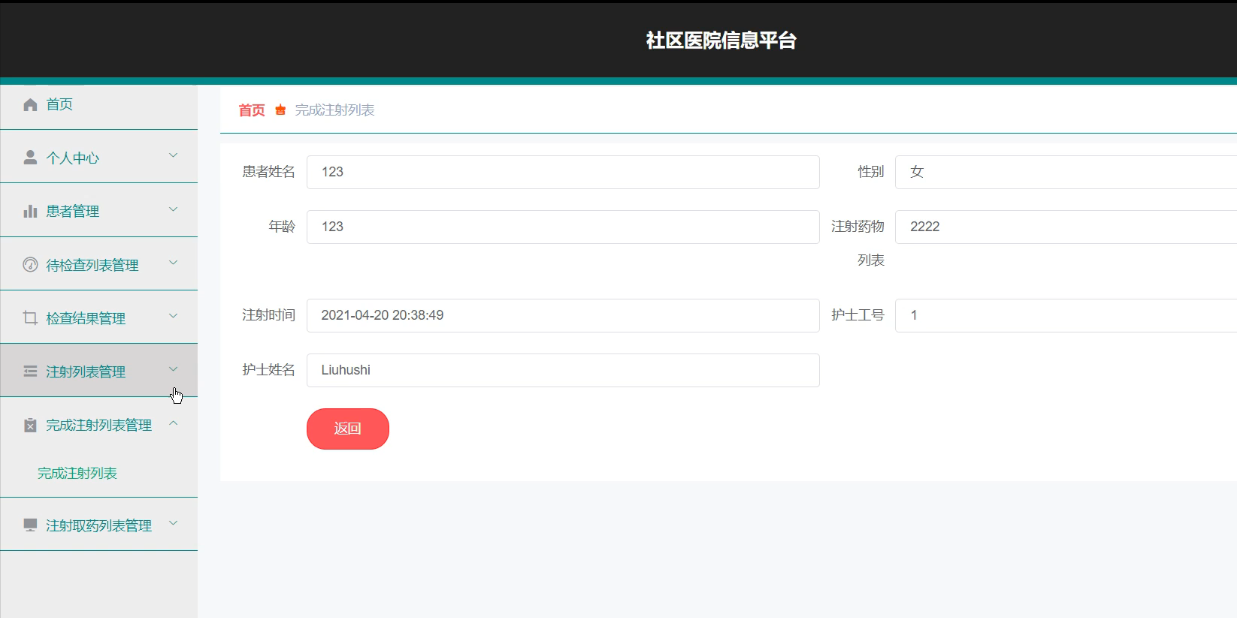 社区医院信息平台
首页
个人中心
患者管理
待检查列表管理
检查结果管理
注射列表管理
完成注射列表管理
完成注射列表
注射取药列表管理
首页 完成注射列表
患者姓名 123 性别 女
年龄 123 注射药物 2222
列表
注射时间 2021-04-20 20:38:49 护士工号 1
护士姓名 Liuhushi
返回